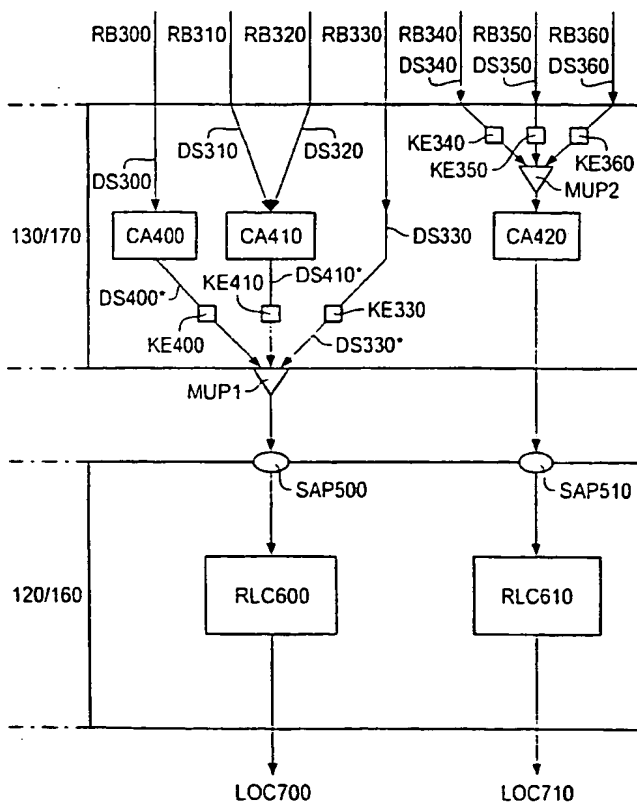 RB300 RB310 RB320 RB330 RB340 RB350 RB360
DS340 DS350 DS360
KE340 KE350 KE360
DS310 DS320
MUP2
DS300
130/170
CA400 CA410 DS330 CA420
DS400* KE410 DS410*
KE400 KE330
DS330*
MUP1
SAP500 SAP510
120/160
RLC600 RLC610
LOC700 LOC710